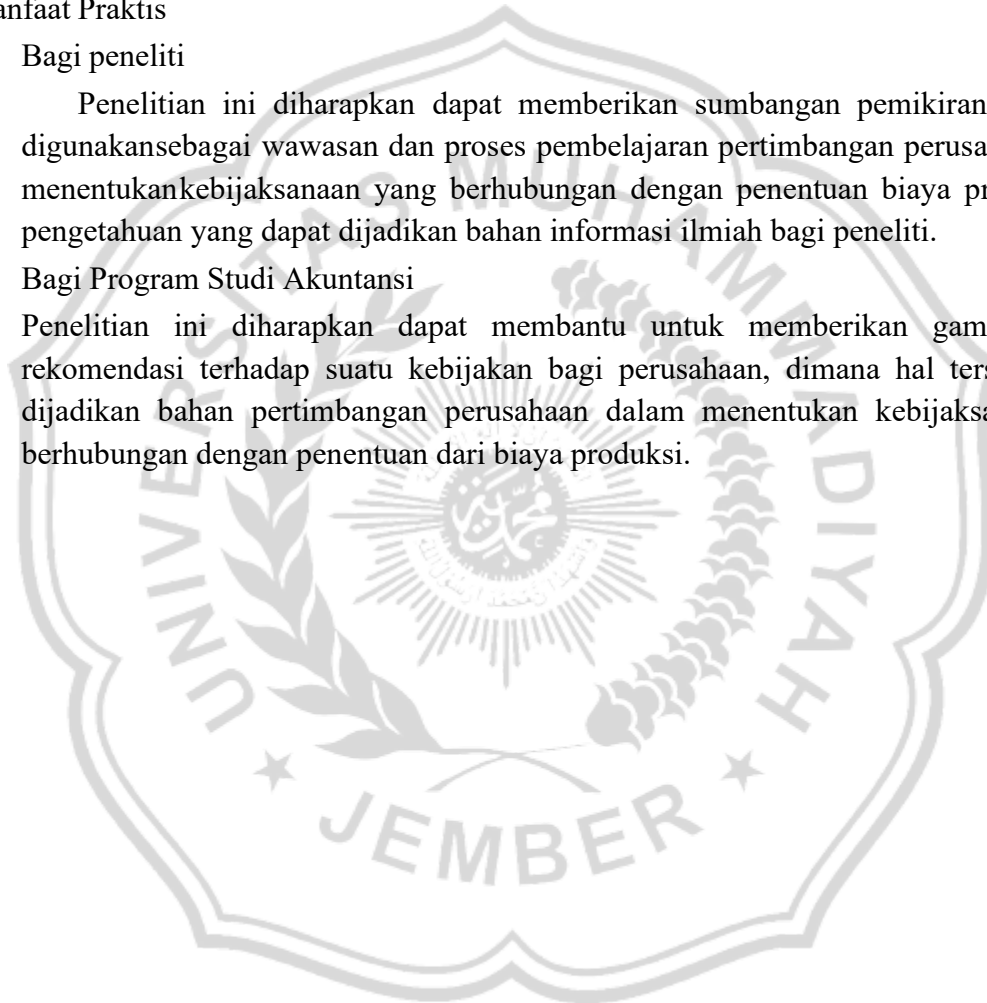 anfaat Praktis
Bagi peneliti
Penelitian ini diharapkan dapat memberikan sumbangan pemikiran
digunakansebagai wawasan dan proses pembelajaran pertimbangan perusa
menentukankebijaksanaan yang berhubungan dengan penentuan biaya pr
pengetahuan yang dapat dijadikan bahan informasi ilmiah bagi peneliti.
Bagi Program Studi Akuntansi
Penelitian ini diharapkan dapat membantu untuk memberikan gam
rekomendasi terhadap suatu kebijakan bagi perusahaan, dimana hal ters
dijadikan bahan pertimbangan perusahaan dalam menentukan kebijaksa
berhubungan dengan penentuan dari biaya produksi.
UNIVERSITAS MUHAMMADIYAH
JEMBER